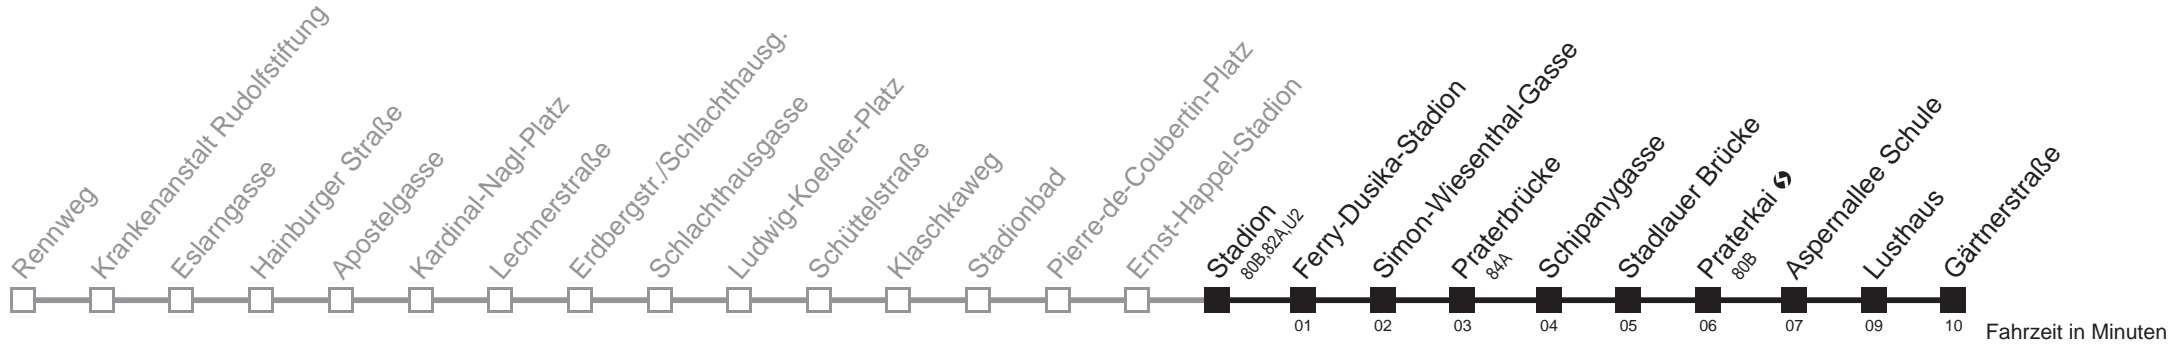 Rennweg
Krankenanstalt Rudolfstiftung
Eslarngasse
Hainburger Straße
Apostelgasse
Kardinal-Nagl-Platz
Lechnerstraße
Erdbergstr./Schlachthausg.
Schlachthausgasse
Ludwig-Koeßler-Platz
Schüttelstraße
Klaschkaweg
Stadionbad
Pierre-de-Coubertin-Platz
Ernst-Happel-Stadion
Stadion
80B,82A,U2
Ferry-Dusika-Stadion
Simon-Wiesenthal-Gasse
Praterbrücke
84A
Schipanygasse
Stadlauer Brücke
Praterkai
80B
Aspernallee Schule
Lusthaus
Gärtnerstraße
01 02 03 04 05 06 07 09 10
Fahrzeit in Minuten